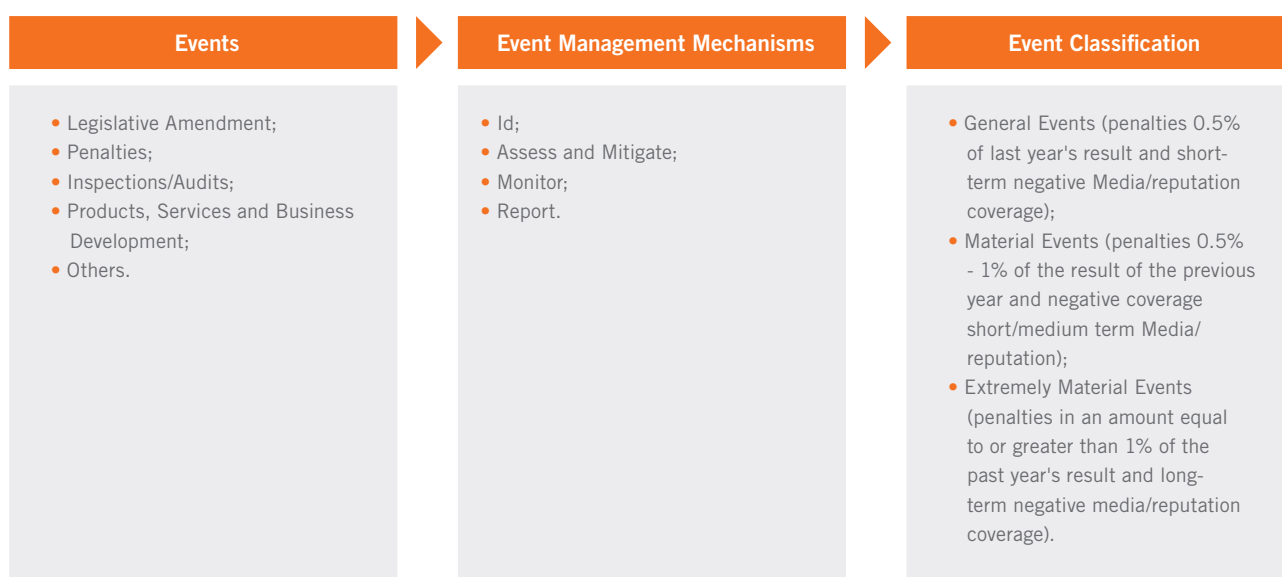 Events
Event Management Mechanisms
Event Classification
• Legislative Amendment;
• Penalties;
• Inspections/Audits;
• Products, Services and Business
Development;
• Others.
• Id;
• Assess and Mitigate;
• Monitor;
• Report.
• General Events (penalties 0.5%
of last year's result and short-
term negative Media/reputation
coverage);
• Material Events (penalties 0.5%
- 1% of the result of the previous
year and negative coverage
short/medium term Media/
reputation);
• Extremely Material Events
(penalties in an amount equal
to or greater than 1% of the
past year's result and long-
term negative media/reputation
coverage).